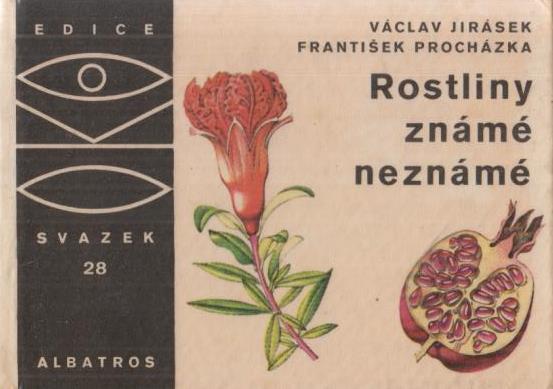 EDICE
SVAZEK
28
ALBATROS
VÁCLAV JIRÁSEK
FRANTIŠEK PROCHÁZKA
Rostliny
známé
neznámé